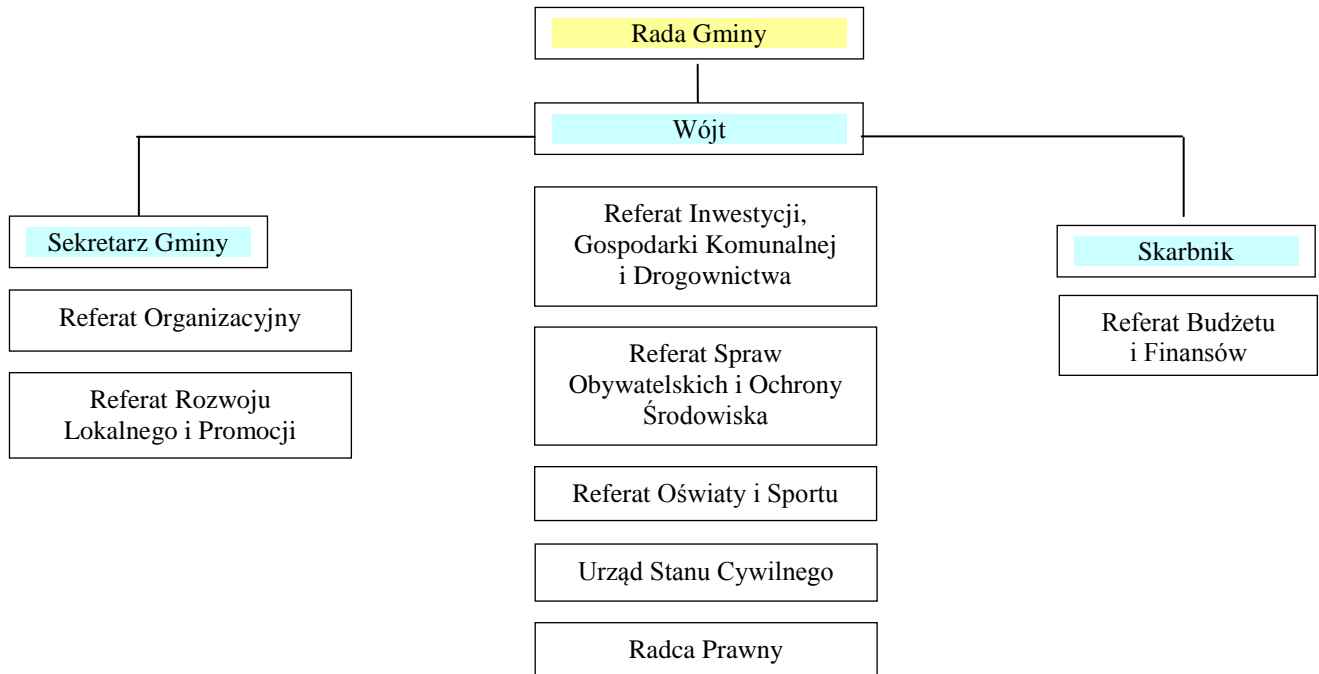 Rada Gminy
Wójt
Sekretarz Gminy
Referat Organizacyjny
Referat Rozwoju
Lokalnego i Promocji
Referat Inwestycji,
Gospodarki Komunalnej
i Drogownictwa
Referat Spraw
Obywatelskich i Ochrony
Środowiska
Referat Oświaty i Sportu
Urząd Stanu Cywilnego
Radca Prawny
Skarbnik
Referat Budżetu
i Finansów